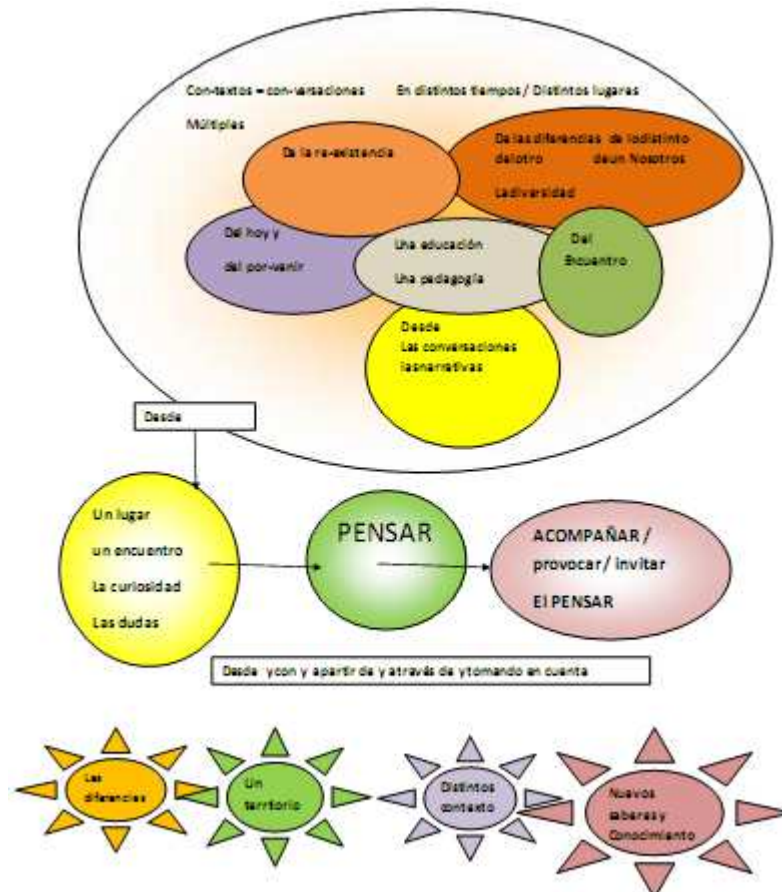 Con-textos = con-versaciones En distintos tiempos / Distintos lugares
Múltiples
De la re-existencia
De las diferencias de lo distinto
del otro de un Nosotros
La diversidad
Del hoy y
del por-venir
Una educación
Una pedagogía
Del
Encuentro
Desde
Las conversaciones
las narrativas
Desde
Un lugar
un encuentro
La curiosidad
Las dudas
PENSAR
ACOMPAÑAR /
provocar / invitar
El PENSAR
Desde y con y a partir de y a través de y tomando en cuenta
Las
diferencies
Un
territorio
Distintos
contexto
Nuevos
saberes y
Conocimiento